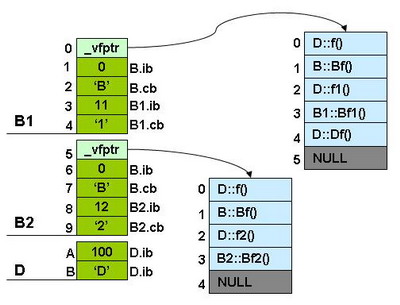 0 _vfptr
1 0 B.ib
2 'B' B.cb
3 11 B1.ib
B1 4 '1' B1.cb
5 _vfptr
6 0 B.ib
7 'B' B.cb
8 12 B2.ib
B2 9 '2' B2.cb
A 100 D.ib
D B 'D' D.ib
0 D::f()
1 B::Bf()
2 D::f1()
3 B1::Bf1()
4 D::Df()
5 NULL
0 D::f()
1 B::Bf()
2 D::f2()
3 B2::Bf2()
4 NULL